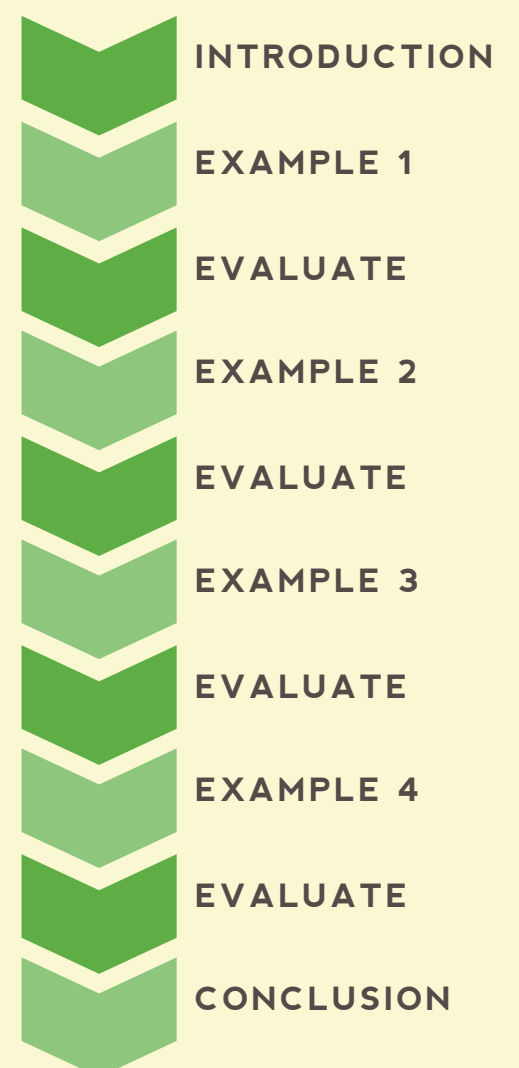 INTRODUCTION
EXAMPLE 1
EVALUATE
EXAMPLE 2
EVALUATE
EXAMPLE 3
EVALUATE
EXAMPLE 4
EVALUATE
CONCLUSION